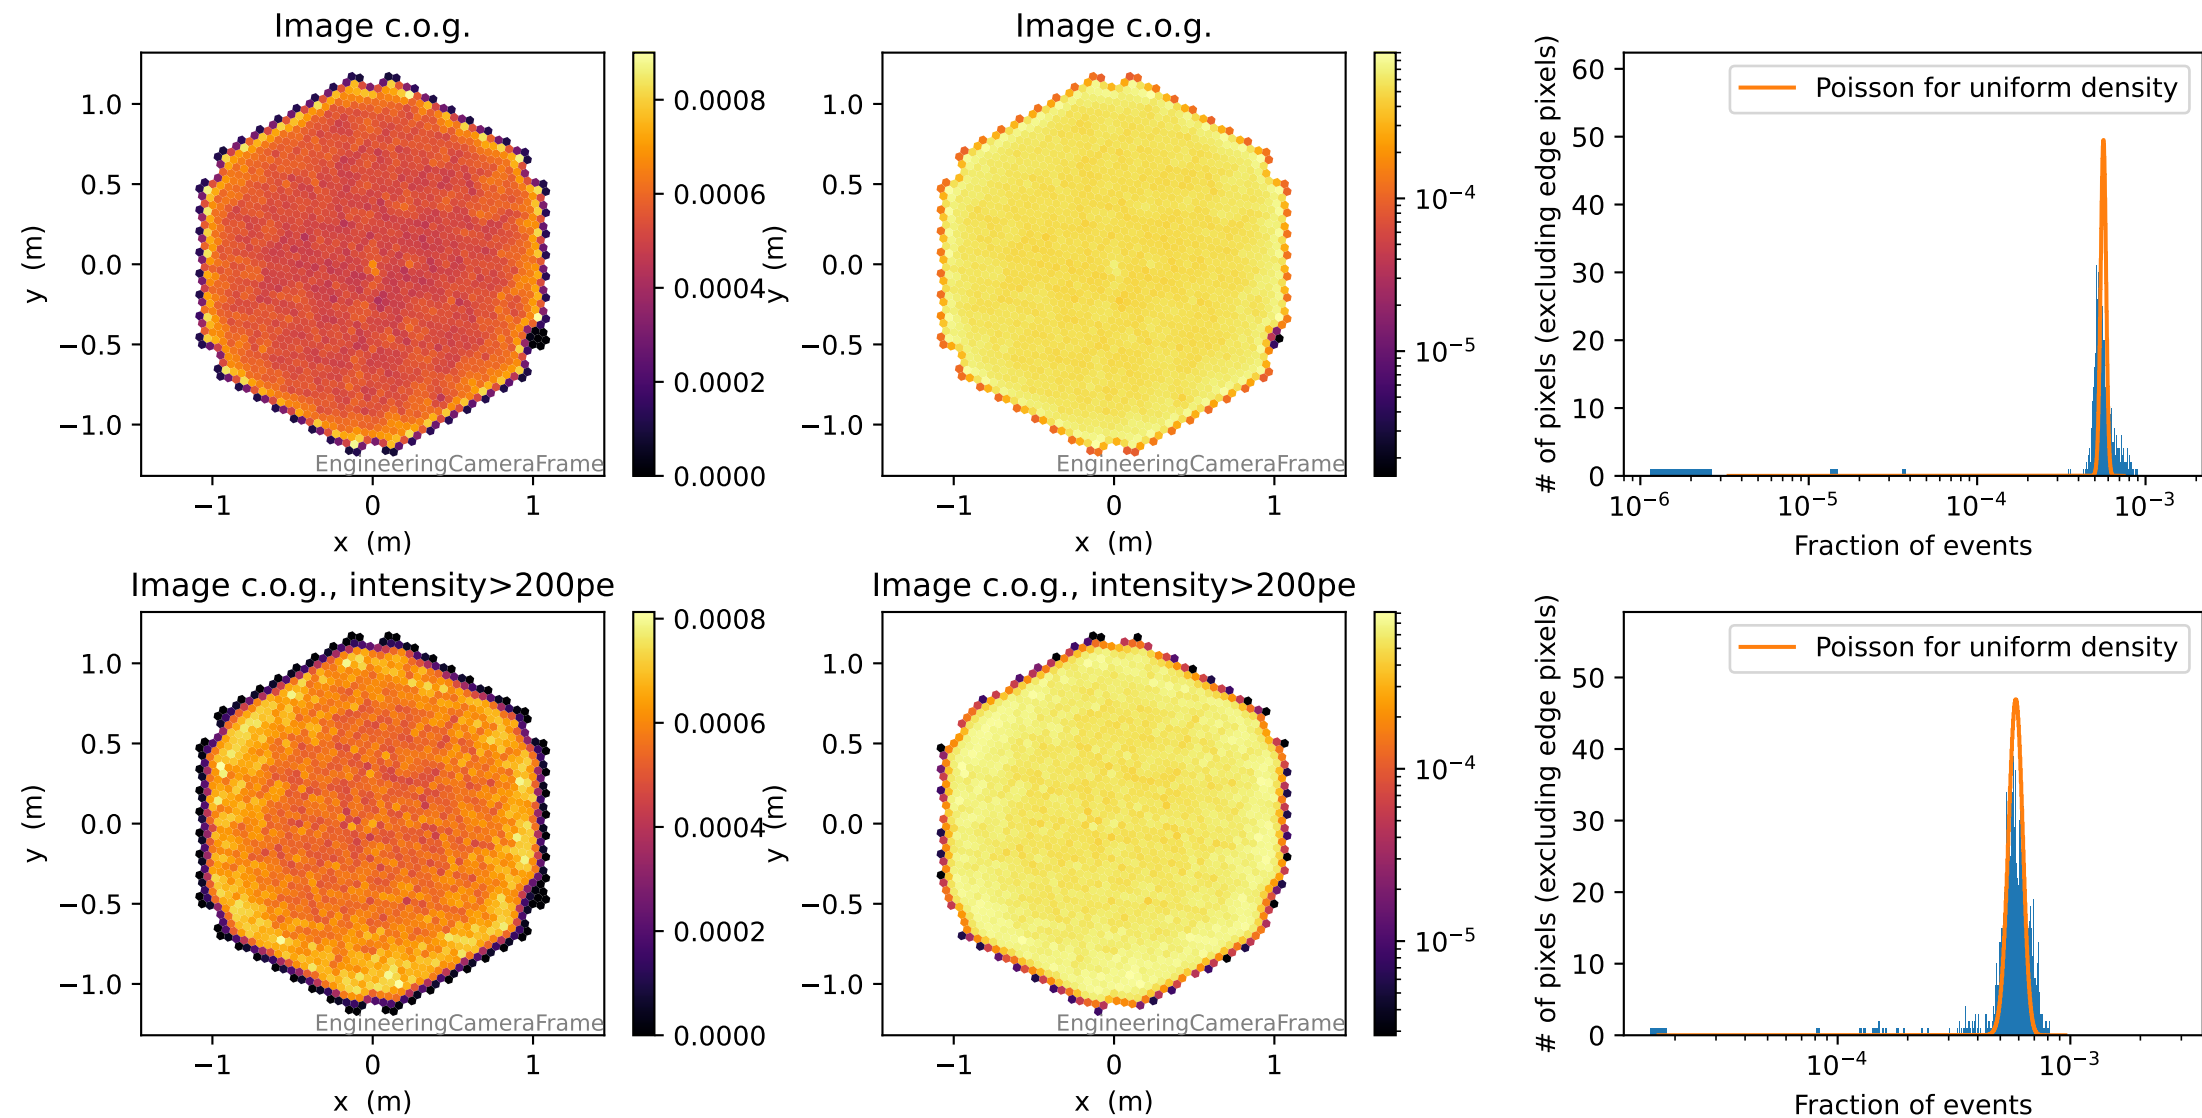 Image c.o.g.
1.0
0.5
0.0
−0.5
−1.0
y (m)
−1
0
1
x (m)
EngineeringCameraFrame
0.0008
0.0006
0.0004
0.0002
0.0000
Image c.o.g.
1.0
0.5
0.0
−0.5
−1.0
y (m)
−1
0
1
x (m)
EngineeringCameraFrame
10⁻⁴
10⁻⁵
# of pixels (excluding edge pixels)
60
50
40
30
20
10
0
Poisson for uniform density
10⁻⁶
10⁻⁵
10⁻⁴
10⁻³
Fraction of events
Image c.o.g., intensity>200pe
1.0
0.5
0.0
−0.5
−1.0
y (m)
−1
0
1
x (m)
EngineeringCameraFrame
0.0008
0.0006
0.0004
0.0002
0.0000
Image c.o.g., intensity>200pe
1.0
0.5
0.0
−0.5
−1.0
y (m)
−1
0
1
x (m)
EngineeringCameraFrame
10⁻⁴
10⁻⁵
# of pixels (excluding edge pixels)
50
40
30
20
10
0
Poisson for uniform density
10⁻⁴
10⁻³
Fraction of events